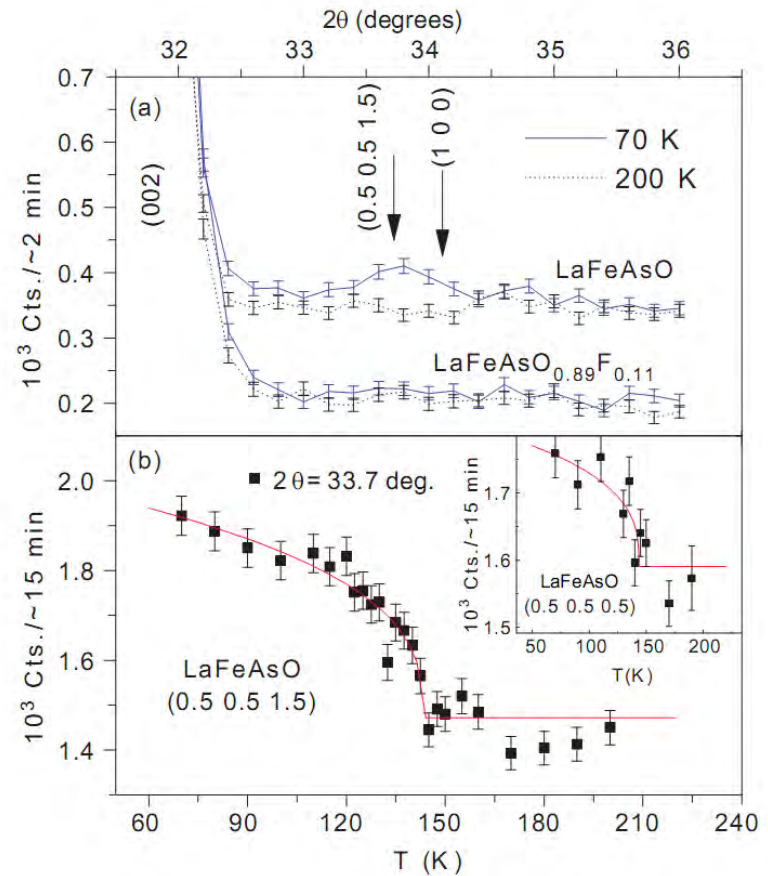 2θ (degrees)
32 33 34 35 36
0.7
0.6
0.5
0.4
0.3
0.2
10³ Cts./~2 min
(a)
(002)
(0.5 0.5 1.5)
(1 0 0)
70 K
200 K
LaFeAsO
LaFeAsO₀.₈₉F₀.₁₁
(b)
2θ= 33.7 deg.
2.0
1.8
1.6
1.4
10³ Cts./~15 min
LaFeAsO
(0.5 0.5 1.5)
1.7
1.6
1.5
10³ Cts./~15 min
LaFeAsO
(0.5 0.5 0.5)
50 100 150 200
T(K)
60 90 120 150 180 210 240
T (K)